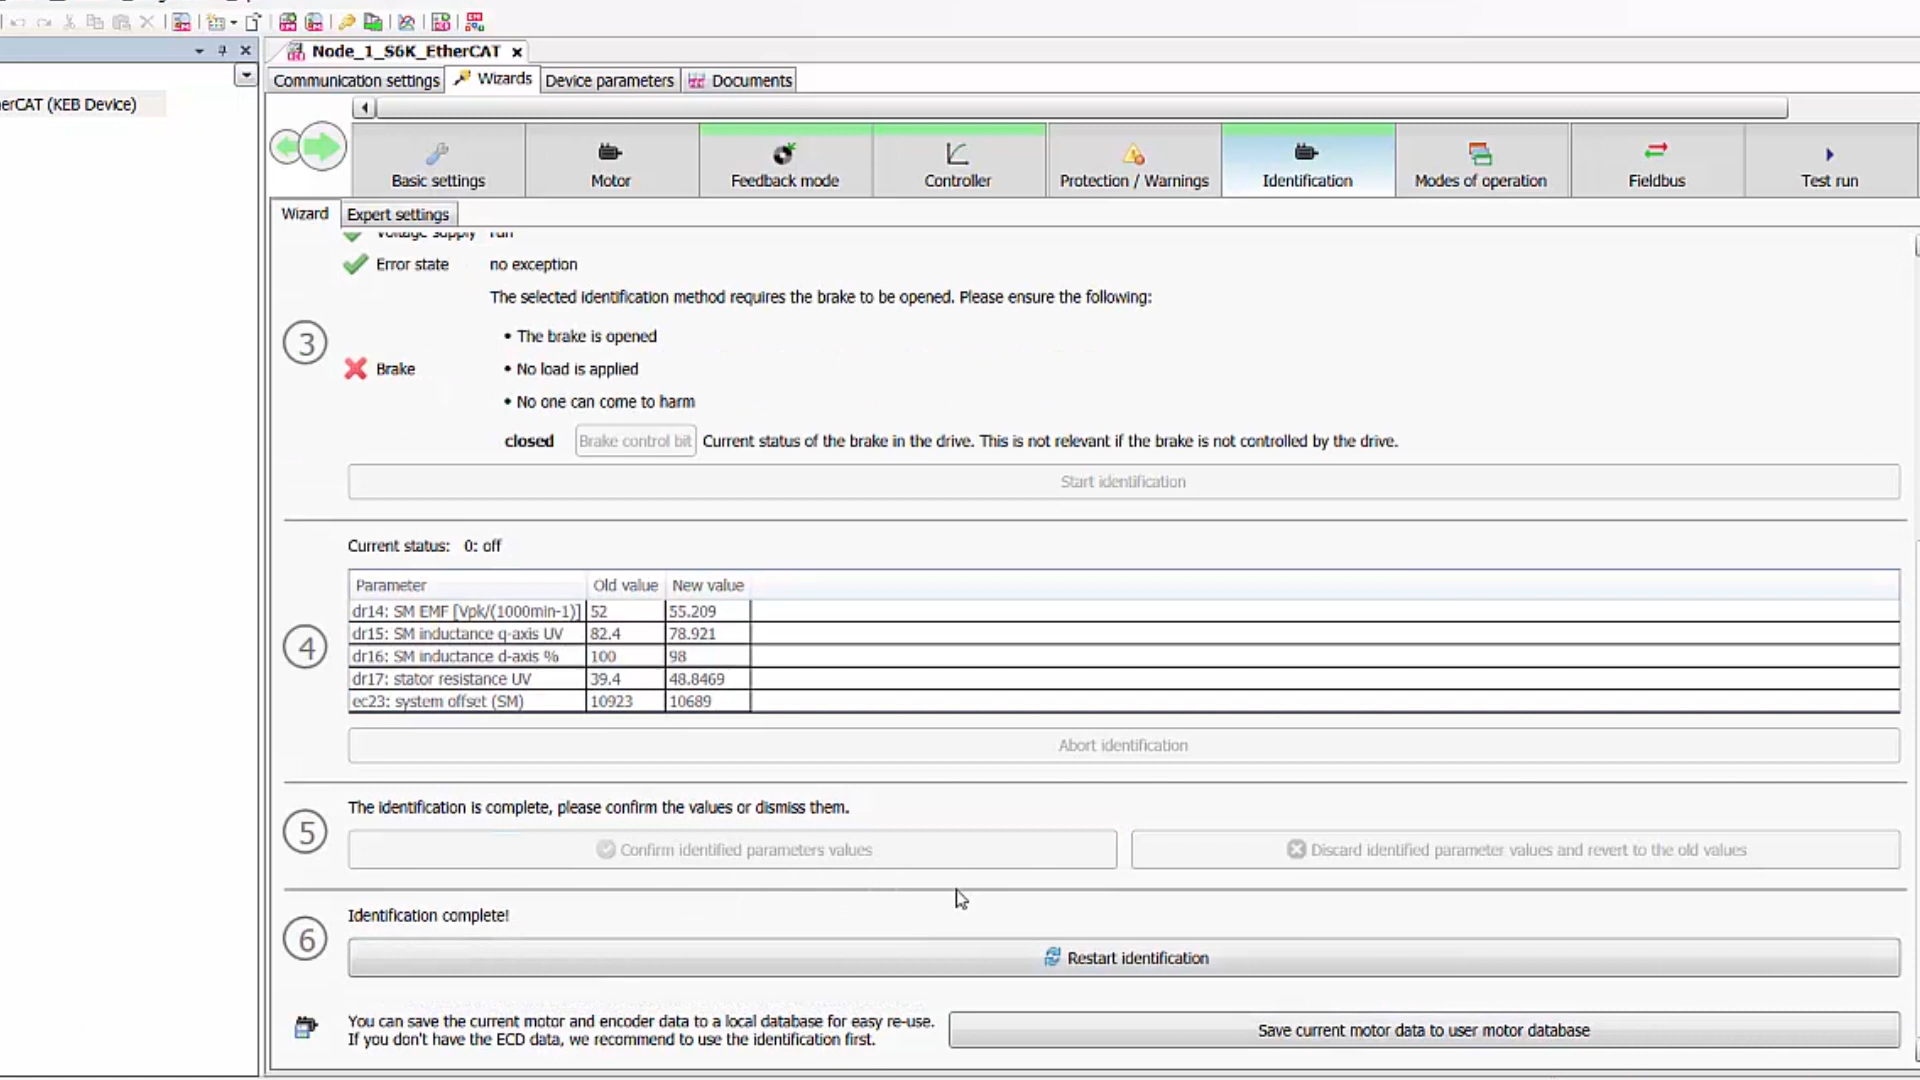 Node_1_S6K_EtherCAT
Communication settings Wizards Device parameters Documents
erCAT (KEB Device)
Basic settings Motor Feedback mode Controller Protection / Warnings Identification Modes of operation Fieldbus Test run
Wizard Expert settings
Voltage supply run
Error state no exception
The selected identification method requires the brake to be opened. Please ensure the following:
3
• The brake is opened
Brake • No load is applied
• No one can come to harm
closed Brake control bit Current status of the brake in the drive. This is not relevant if the brake is not controlled by the drive.
Start identification
Current status: 0: off
Parameter Old value New value
dr14: SM EMF [Vpk/(1000min-1)] 52 55.209
dr15: SM inductance q-axis UV 82.4 78.921
4
dr16: SM inductance d-axis % 100 98
dr17: stator resistance UV 39.4 48.8469
ec23: system offset (SM) 10923 10689
Abort identification
The identification is complete, please confirm the values or dismiss them.
5
Confirm identified parameters values Discard identified parameter values and revert to the old values
Identification complete!
6
Restart identification
You can save the current motor and encoder data to a local database for easy re-use.
If you don't have the ECD data, we recommend to use the identification first.
Save current motor data to user motor database